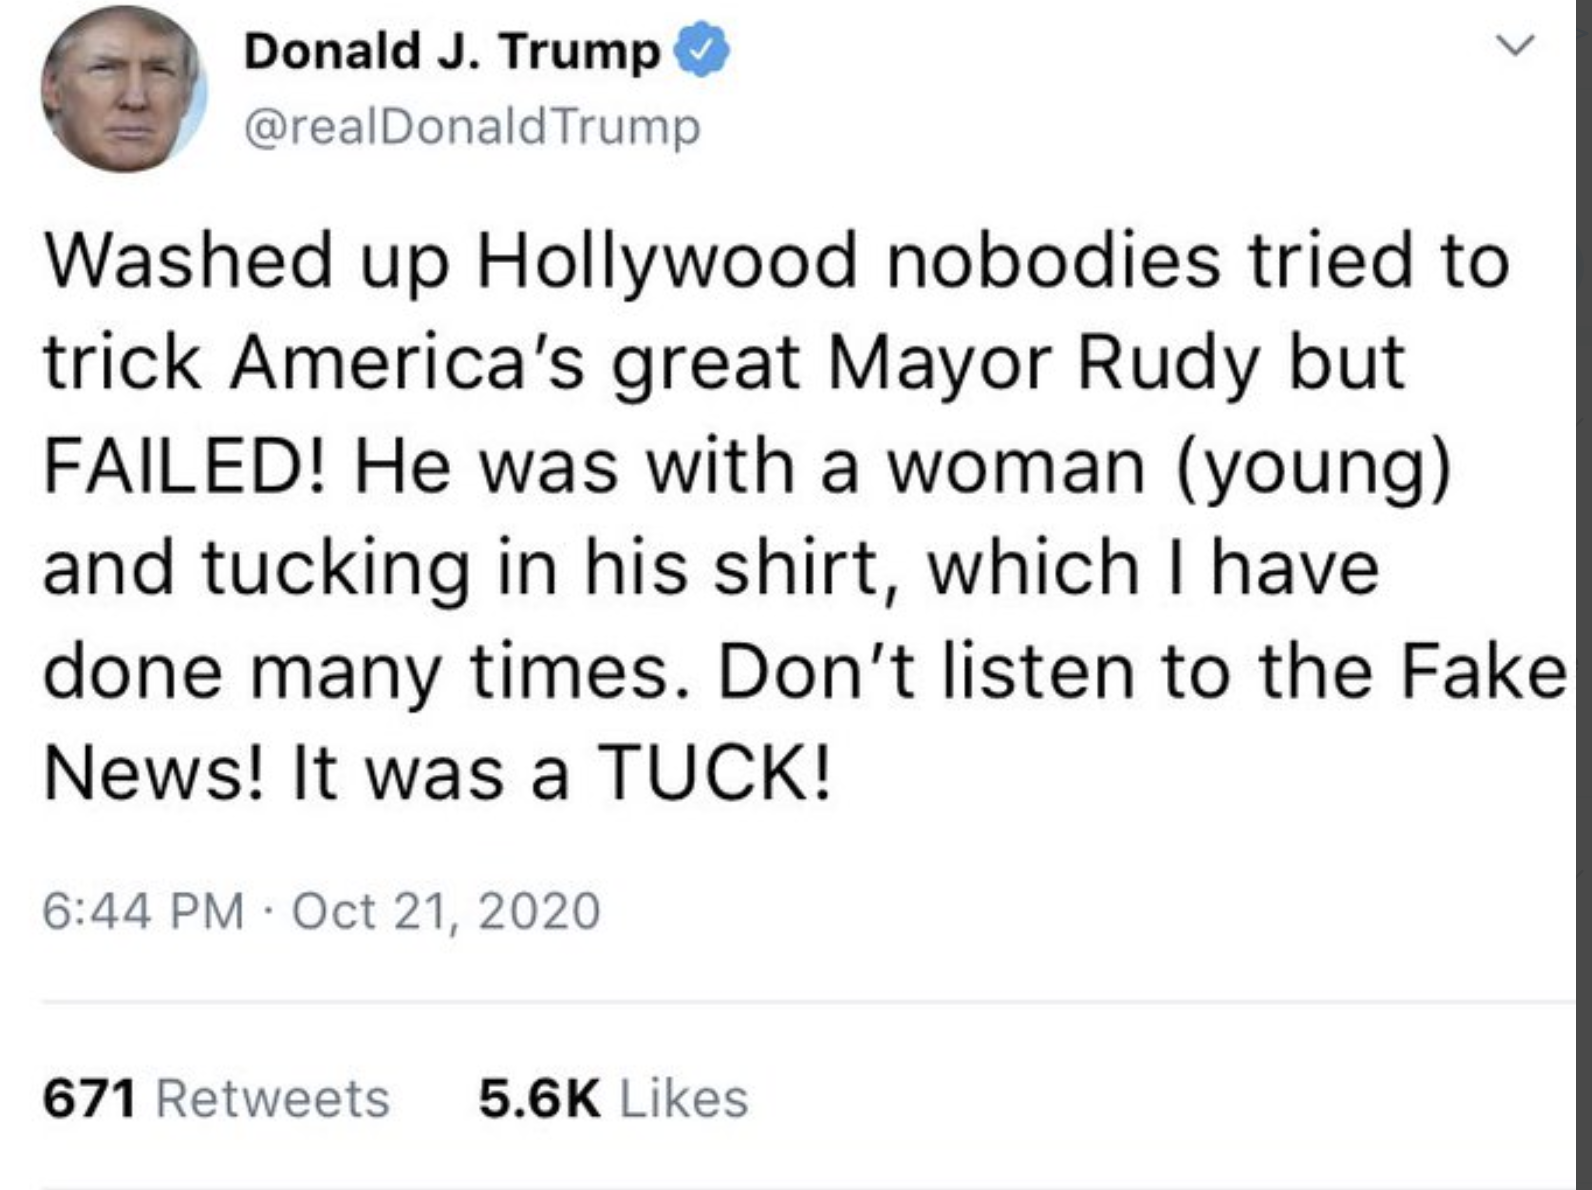 Donald J. Trump
@realDonaldTrump
Washed up Hollywood nobodies tried to
trick America’s great Mayor Rudy but
FAILED! He was with a woman (young)
and tucking in his shirt, which I have
done many times. Don’t listen to the Fake
News! It was a TUCK!
6:44 PM · Oct 21, 2020
671 Retweets 5.6K Likes